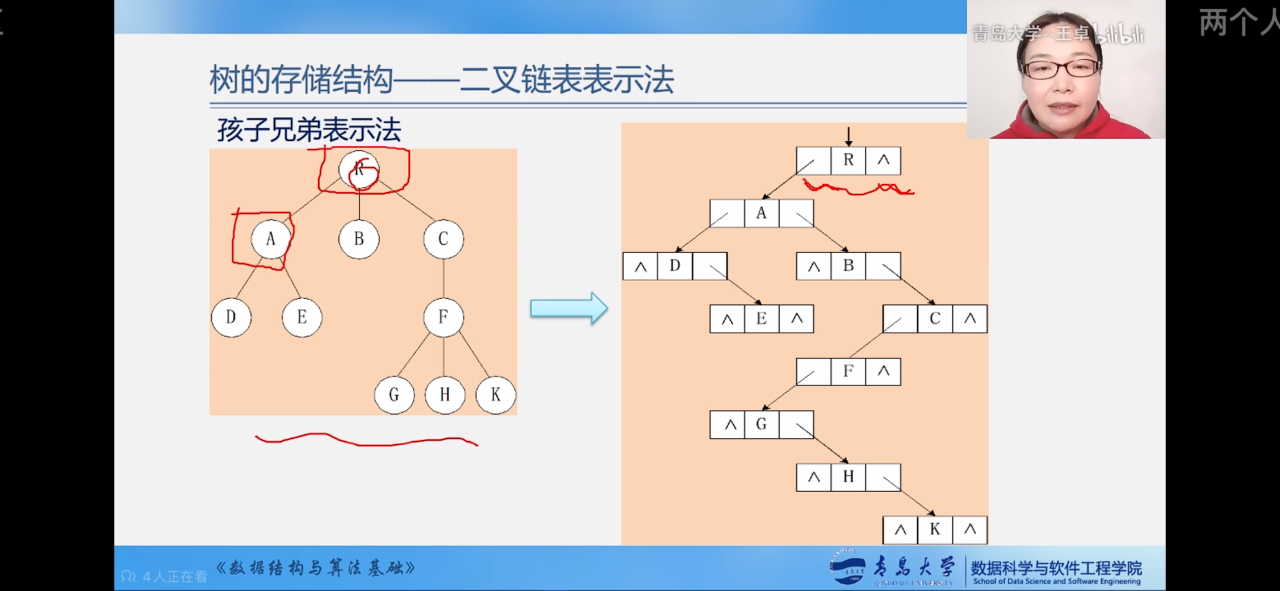 两个人
青岛大学-王卓 bilibili
树的存储结构——二叉链表表示法
孩子兄弟表示法
R
A B C
D E F
G H K
R ∧
A
∧ D
∧ B
∧ E ∧
C ∧
F ∧
∧ G
∧ H
∧ K ∧
4人正在看
《数据结构与算法基础》
青岛大学
QINGDAO UNIVERSITY
数据科学与软件工程学院
School of Data Science and Software Engineering